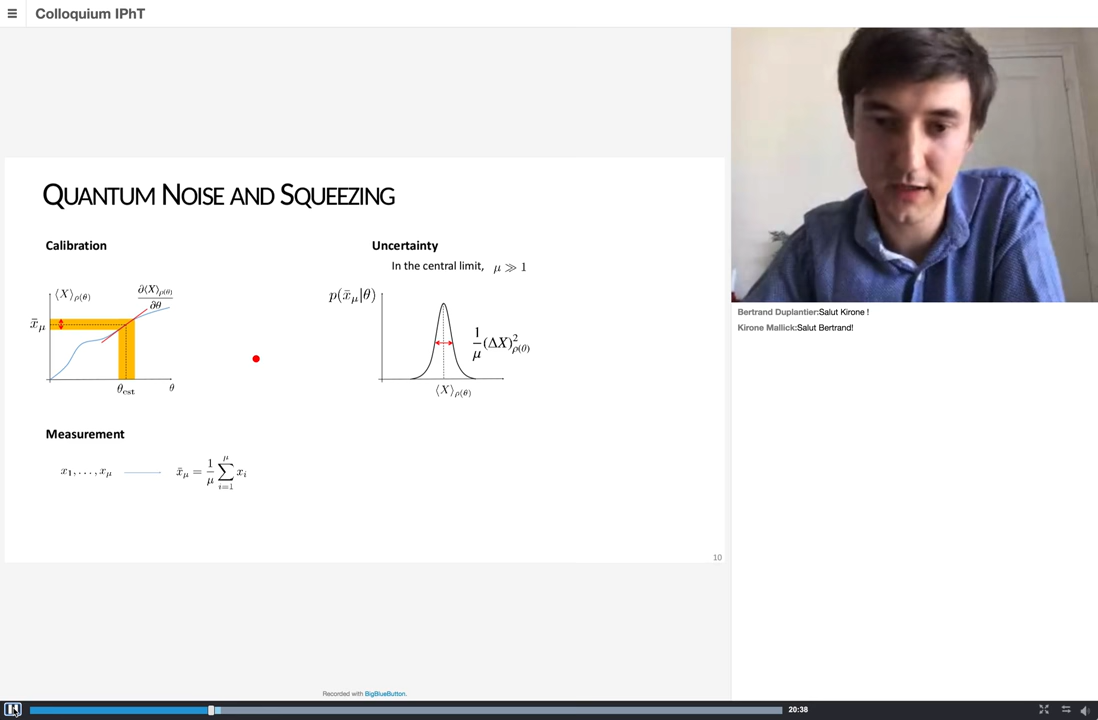 Colloquium IPhT
QUANTUM NOISE AND SQUEEZING
Calibration
⟨X⟩ρ(θ)
∂⟨X⟩ρ(θ)
∂θ
x̄μ
θest
θ
Measurement
x1, . . . , xμ
x̄μ = 1/μ ∑ᵢ₌₁^μ xi
Uncertainty
In the central limit, μ ≫ 1
p(x̄μ|θ)
1/μ (ΔX)²ρ(θ)
⟨X⟩ρ(θ)
10
Bertrand Duplantier:Salut Kirone !
Kirone Mallick:Salut Bertrand!
Recorded with BigBlueButton.
20:38